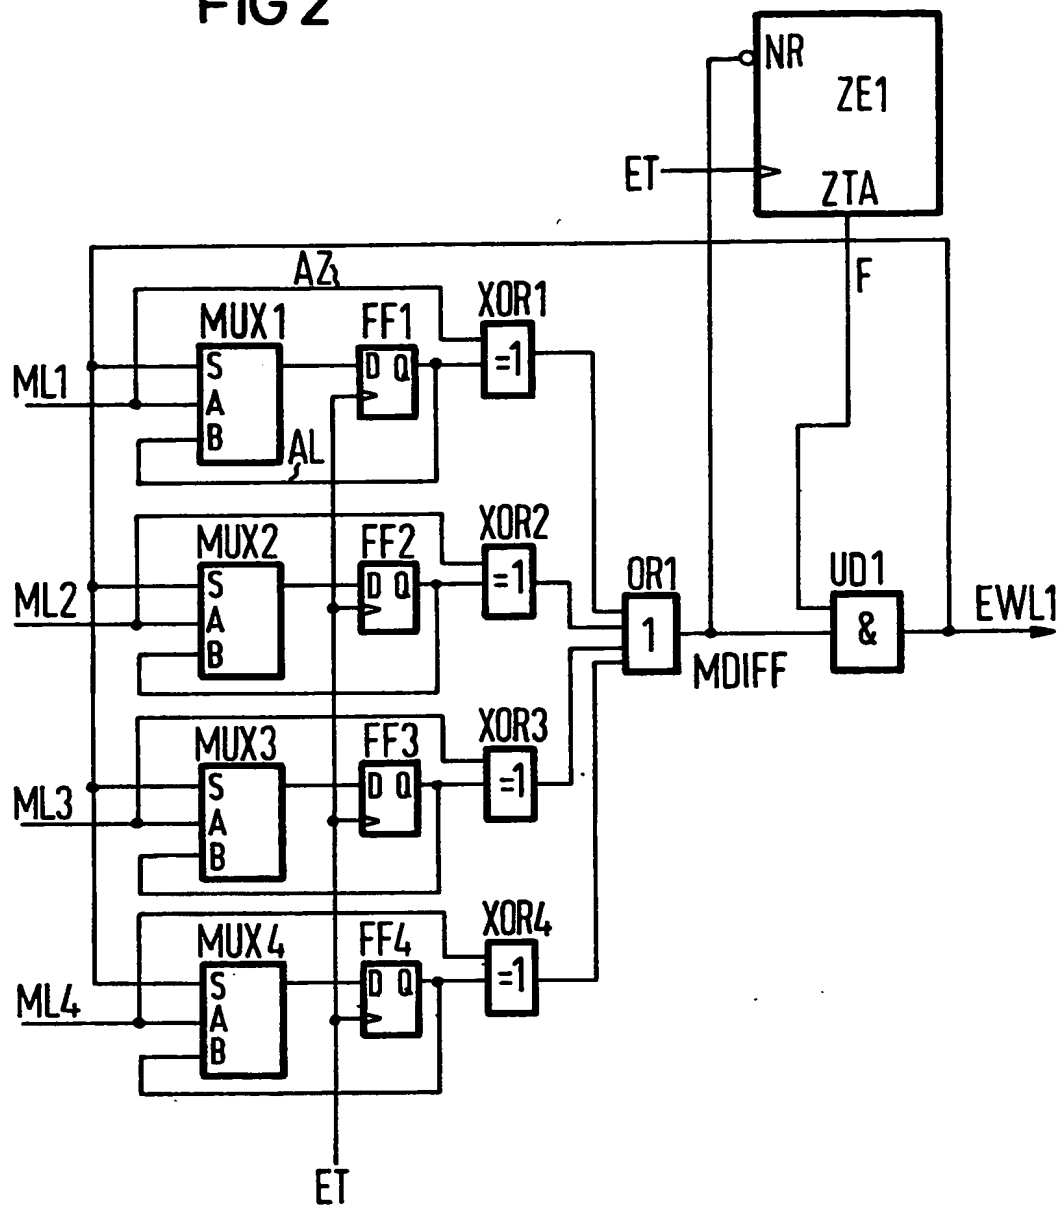 FIG 2
NR
ZE1
ET
ZTA
F
AZ
XOR1
MUX1
FF1
S
D Q
=1
ML1
A
B
AL
XOR2
MUX2
FF2
S
D Q
=1
OR1
UD1
ML2
A
B
1
&
EWL1
MDIFF
XOR3
MUX3
FF3
S
D Q
=1
ML3
A
B
XOR4
MUX4
FF4
S
D Q
=1
ML4
A
B
ET